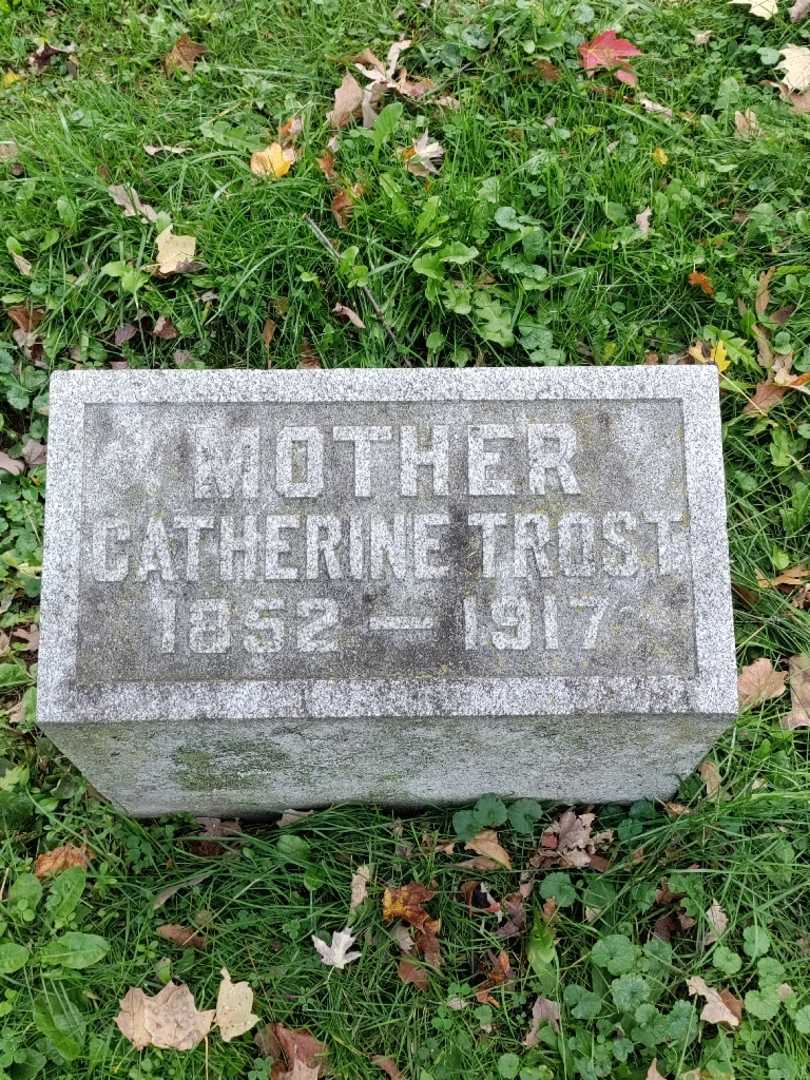 MOTHER
CATHERINE TROST
1852 — 1917